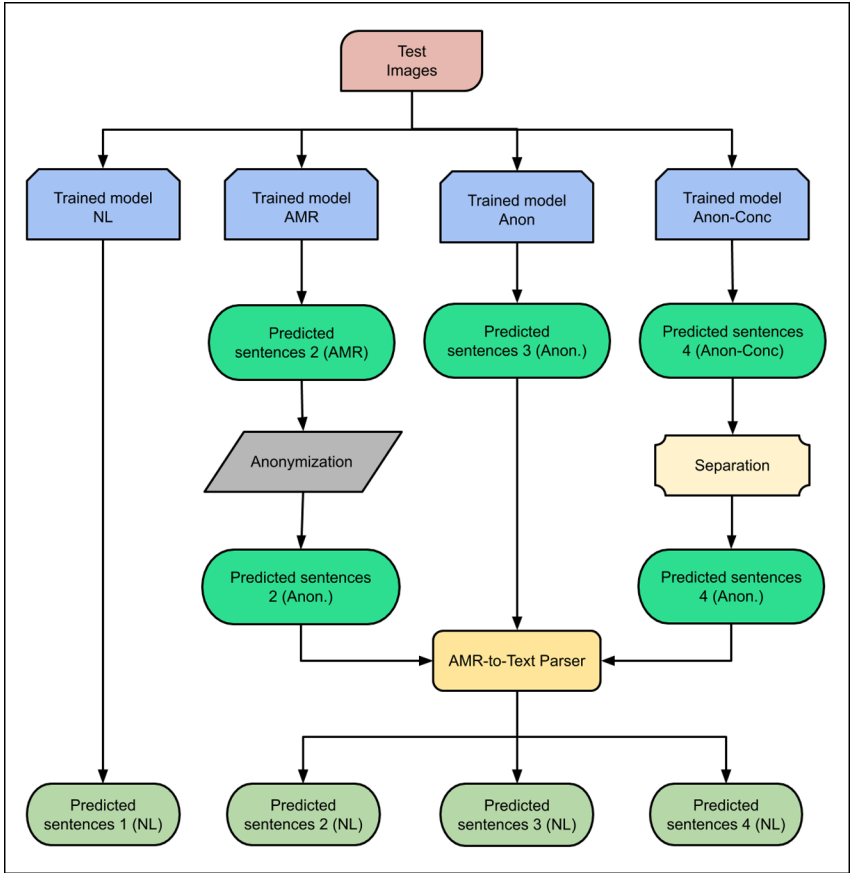 Test
Images
Trained model
NL
Trained model
AMR
Trained model
Anon
Trained model
Anon-Conc
Predicted
sentences 2 (AMR)
Predicted
sentences 3 (Anon.)
Predicted sentences
4 (Anon-Conc)
Anonymization
Separation
Predicted sentences
2 (Anon.)
Predicted sentences
4 (Anon.)
AMR-to-Text Parser
Predicted
sentences 1 (NL)
Predicted
sentences 2 (NL)
Predicted
sentences 3 (NL)
Predicted
sentences 4 (NL)